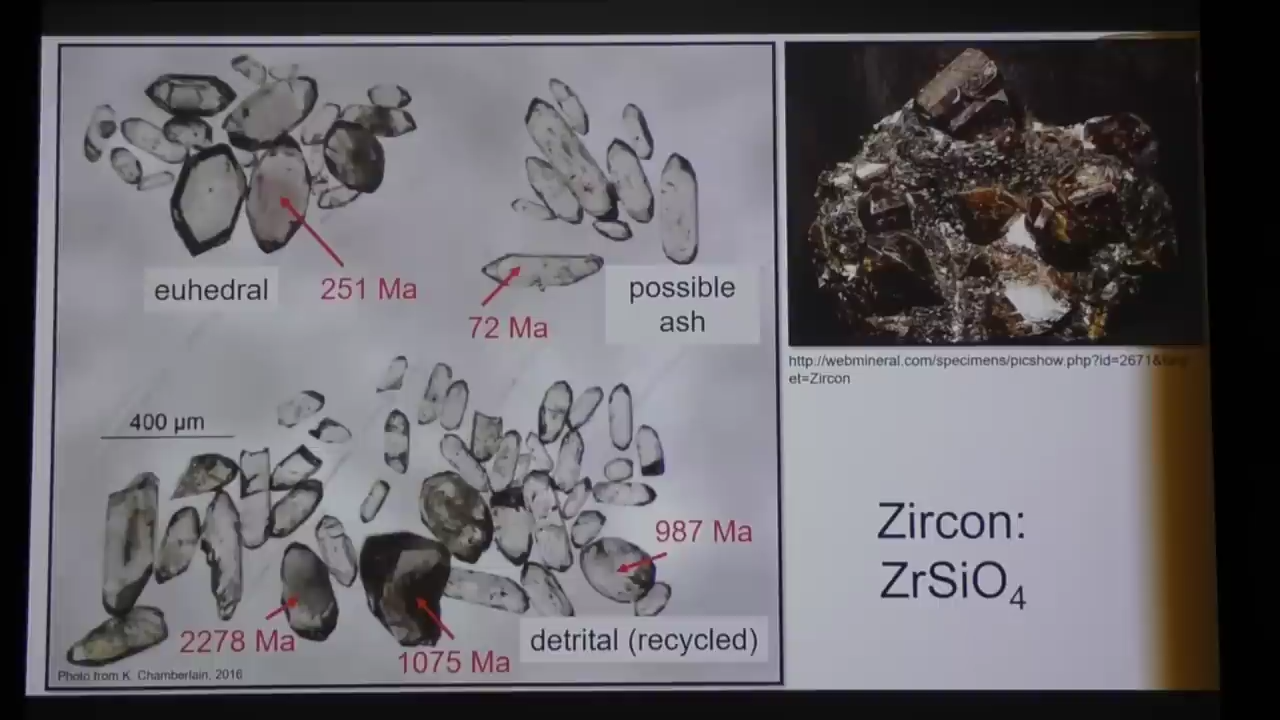 euhedral
251 Ma
72 Ma
possible
ash
400 µm
987 Ma
2278 Ma
1075 Ma
detrital (recycled)
Photo from K. Chamberlain, 2016
http://webmineral.com/specimens/picshow.php?id=2671&
et=Zircon
Zircon:
ZrSiO₄